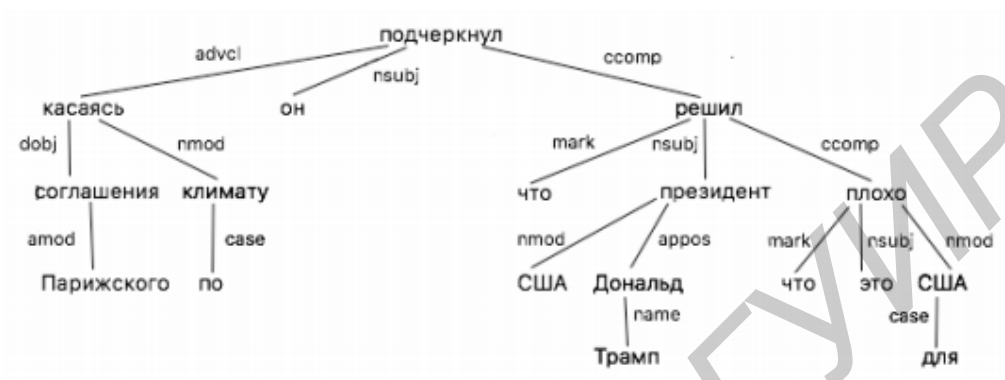 подчеркнул
advcl nsubj ccomp
касаясь он решил
dobj nmod mark nsubj ccomp
соглашения климату что президент плохо
amod case nmod appos mark nsubj nmod
Парижского по США Дональд что это США
name case
Трамп для
ГУИР